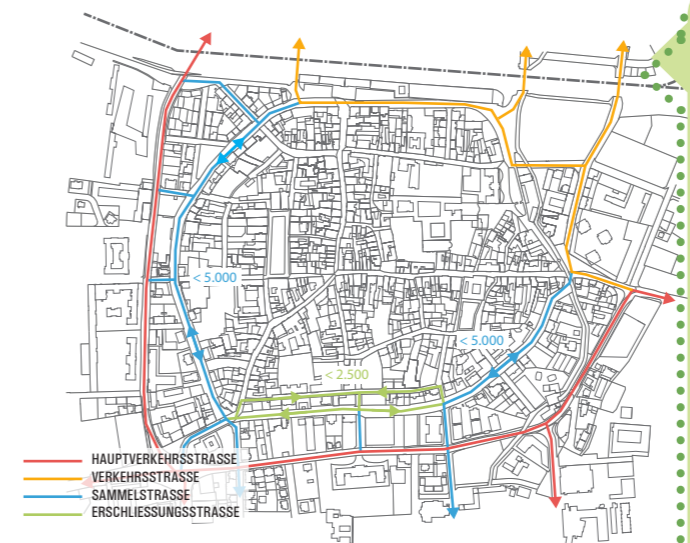 < 5.000
< 5.000
< 2.500
HAUPTVERKEHRSSTRASSE
VERKEHRSSTRASSE
SAMMELSTRASSE
ERSCHLIESSUNGSSTRASSE